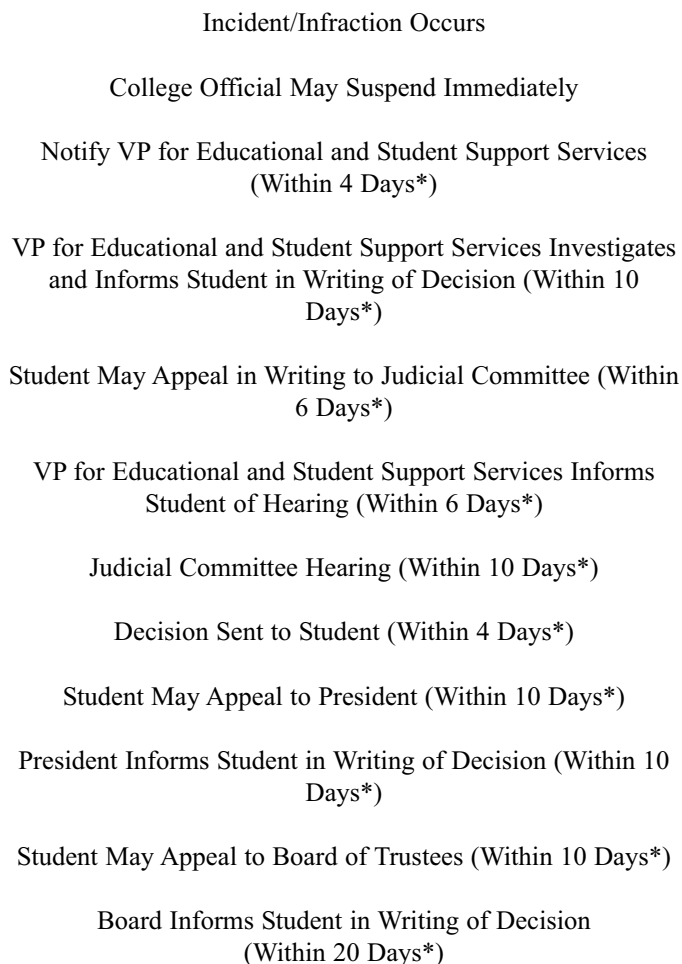 Incident/Infraction Occurs
College Official May Suspend Immediately
Notify VP for Educational and Student Support Services
(Within 4 Days*)
VP for Educational and Student Support Services Investigates
and Informs Student in Writing of Decision (Within 10
Days*)
Student May Appeal in Writing to Judicial Committee (Within
6 Days*)
VP for Educational and Student Support Services Informs
Student of Hearing (Within 6 Days*)
Judicial Committee Hearing (Within 10 Days*)
Decision Sent to Student (Within 4 Days*)
Student May Appeal to President (Within 10 Days*)
President Informs Student in Writing of Decision (Within 10
Days*)
Student May Appeal to Board of Trustees (Within 10 Days*)
Board Informs Student in Writing of Decision
(Within 20 Days*)